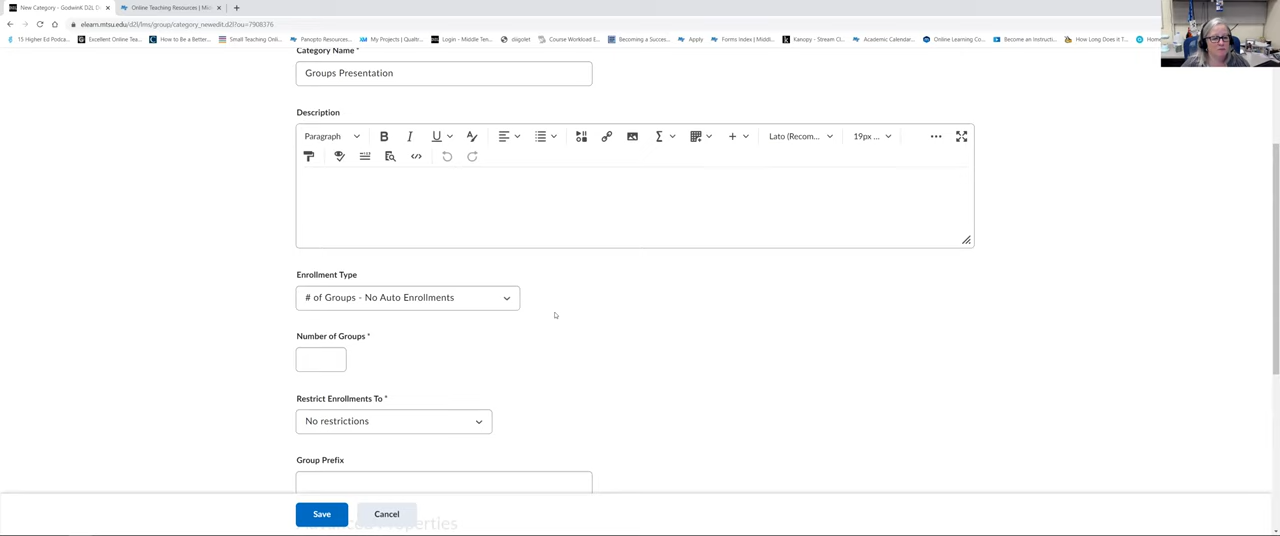 New Category - GodwinK D2L D
Online Teaching Resources | M
elearn.mtsu.edu/d2l/lms/group/category_newedit.d2l?ou=7908376
15 Higher Ed Podca... Excellent Online Tea... How to Be a Better... Small Teaching Onli... Panopto Resources... My Projects | Qualtr... Login - Middle Ten... digolet Course Workload E... Becoming a Succes... Apply Forms Index | Middl... Kanopy - Stream Cl... Academic Calendar... Online Learning Co... Become an Instructi... How Long Does it T... Home
Category Name *
Groups Presentation
Description
Paragraph B I U Σ + Lato (Recom... 19px ... •••
Enrollment Type
# of Groups - No Auto Enrollments
Number of Groups *
Restrict Enrollments To *
No restrictions
Group Prefix
Save Cancel
Properties